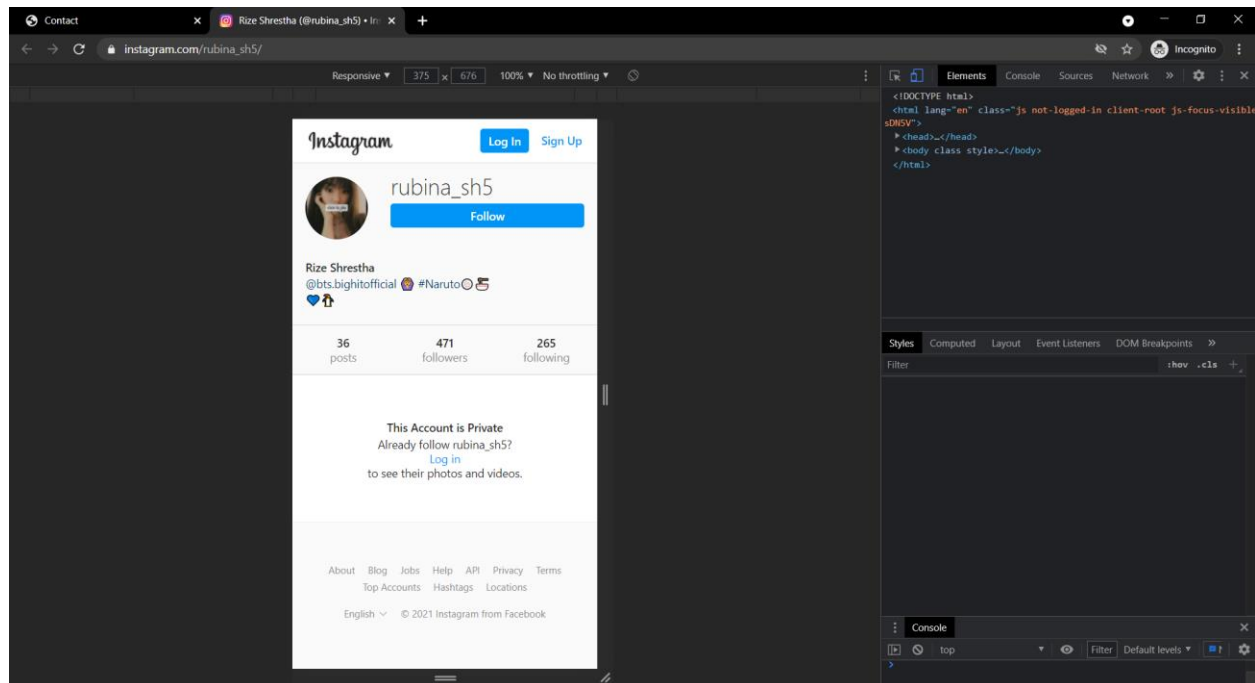 Contact
Rize Shrestha (@rubina_sh5) • In
instagram.com/rubina_sh5/
Incognito
Responsive 375 x 676 100% No throttling
Instagram
Log In Sign Up
rubina_sh5
Follow
Rize Shrestha
@bts.bighitofficial #Naruto
36 471 265
posts followers following
This Account is Private
Already follow rubina_sh5?
Log in
to see their photos and videos.
About Blog Jobs Help API Privacy Terms
Top Accounts Hashtags Locations
English © 2021 Instagram from Facebook
Elements Console Sources Network »
<!DOCTYPE html>
<html lang="en" class="js not-logged-in client-root js-focus-visible
sDN5V">
<head>…</head>
<body class style>…</body>
</html>
Styles Computed Layout Event Listeners DOM Breakpoints »
Filter :hov .cls +
Console
top Filter Default levels 1